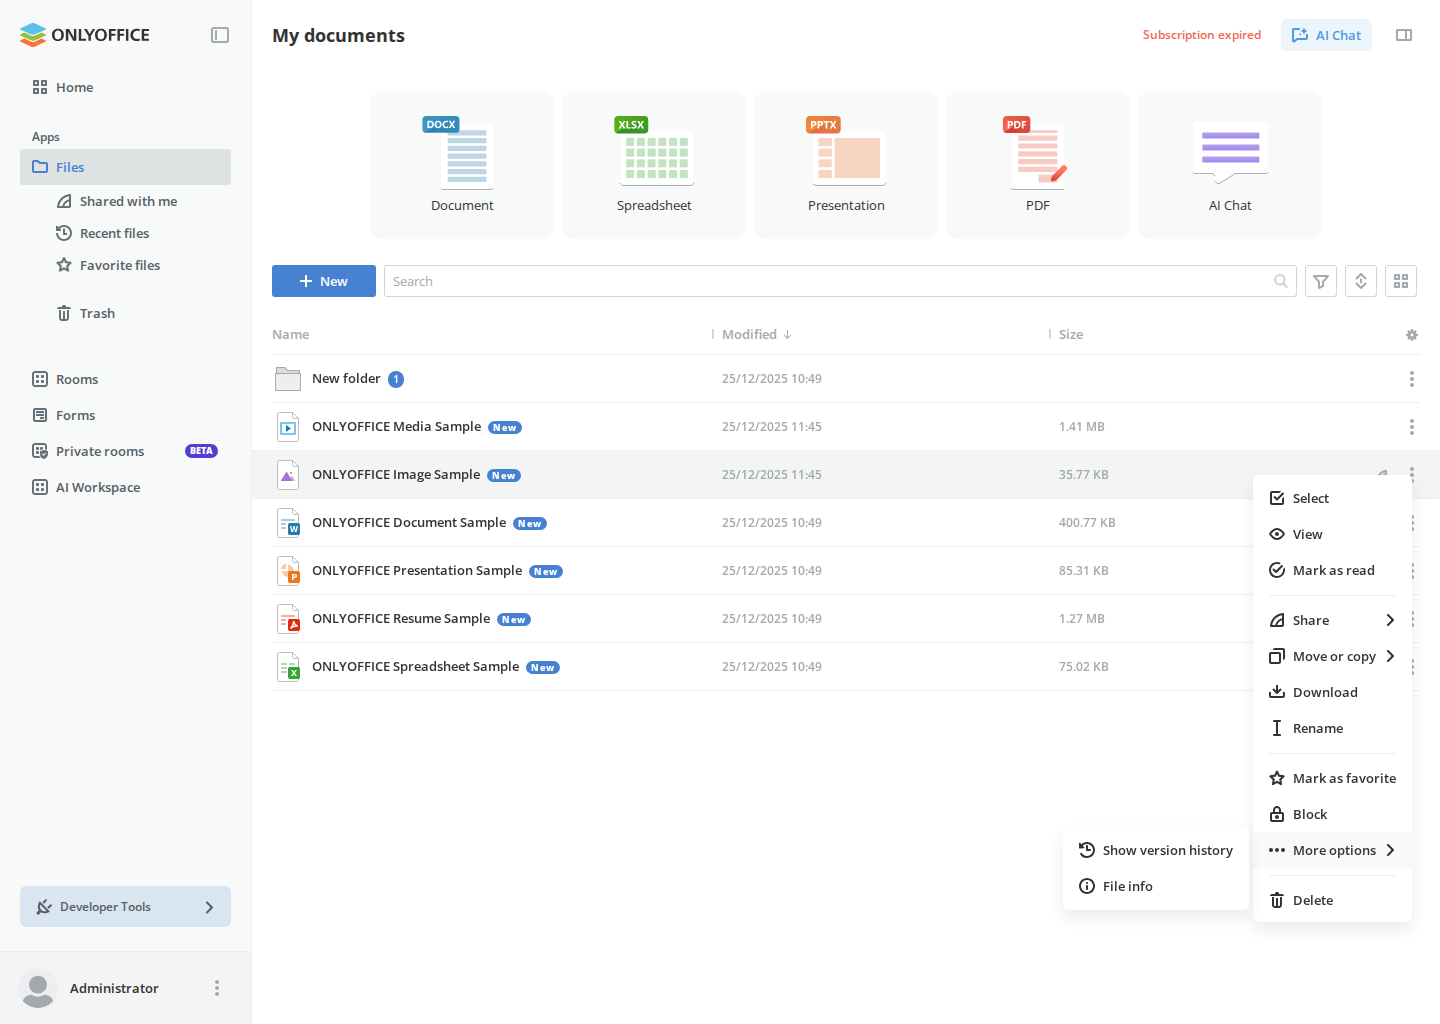 ONLYOFFICE
Home
Apps
Files
Shared with me
Recent files
Favorite files
Trash
Rooms
Forms
Private rooms BETA
AI Workspace
Developer Tools
Administrator
My documents
Subscription expired
AI Chat
DOCX
Document
XLSX
Spreadsheet
PPTX
Presentation
PDF
PDF
AI Chat
New
Search
Name Modified Size
New folder 1 25/12/2025 10:49
ONLYOFFICE Media Sample New 25/12/2025 11:45 1.41 MB
ONLYOFFICE Image Sample New 25/12/2025 11:45 35.77 KB
ONLYOFFICE Document Sample New 25/12/2025 10:49 400.77 KB
ONLYOFFICE Presentation Sample New 25/12/2025 10:49 85.31 KB
ONLYOFFICE Resume Sample New 25/12/2025 10:49 1.27 MB
ONLYOFFICE Spreadsheet Sample New 25/12/2025 10:49 75.02 KB
Select
View
Mark as read
Share
Move or copy
Download
Rename
Mark as favorite
Block
More options
Delete
Show version history
File info